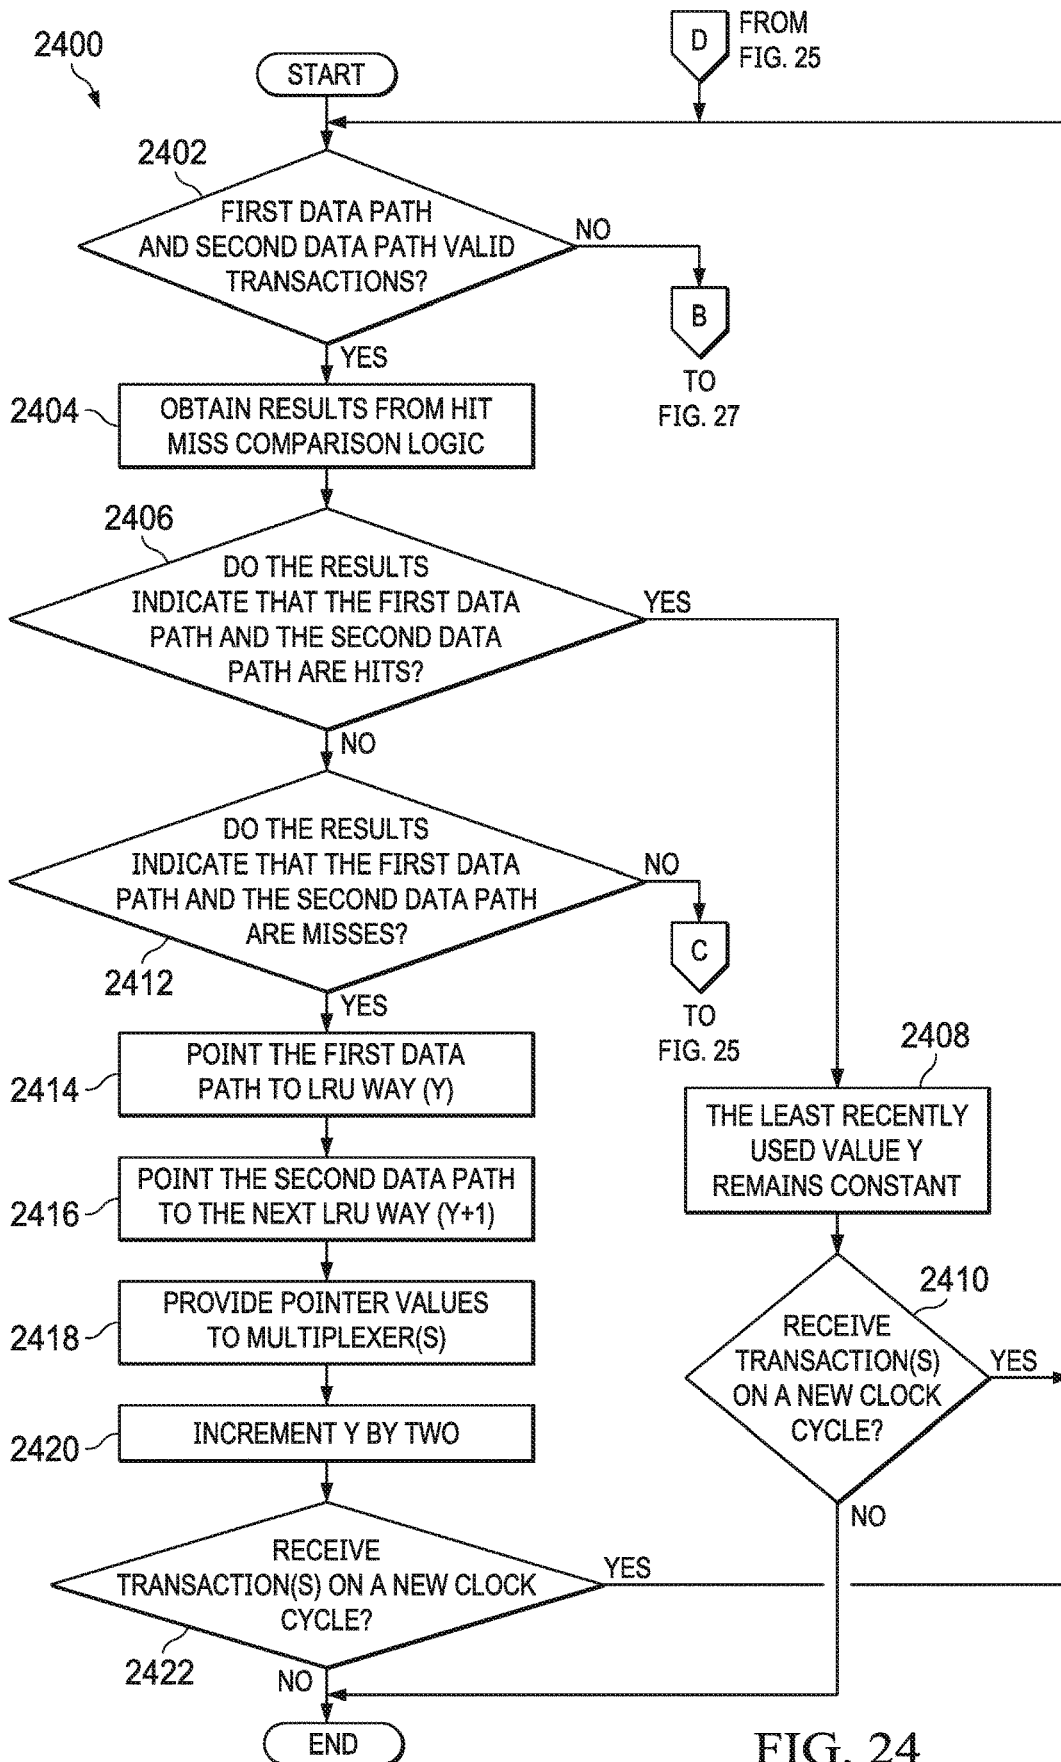 2400
START
D
FROM
FIG. 25
2402
FIRST DATA PATH
AND SECOND DATA PATH VALID
TRANSACTIONS?
NO
B
TO
FIG. 27
YES
2404
OBTAIN RESULTS FROM HIT
MISS COMPARISON LOGIC
2406
DO THE RESULTS
INDICATE THAT THE FIRST DATA
PATH AND THE SECOND DATA
PATH ARE HITS?
YES
NO
DO THE RESULTS
INDICATE THAT THE FIRST DATA
PATH AND THE SECOND DATA PATH
ARE MISSES?
2412
NO
C
TO
FIG. 25
YES
2414
POINT THE FIRST DATA
PATH TO LRU WAY (Y)
2416
POINT THE SECOND DATA PATH
TO THE NEXT LRU WAY (Y+1)
2418
PROVIDE POINTER VALUES
TO MULTIPLEXER(S)
2420
INCREMENT Y BY TWO
RECEIVE
TRANSACTION(S) ON A NEW CLOCK
CYCLE?
2422
YES
NO
2408
THE LEAST RECENTLY
USED VALUE Y
REMAINS CONSTANT
2410
RECEIVE
TRANSACTION(S)
ON A NEW CLOCK
CYCLE?
YES
NO
END
FIG. 24